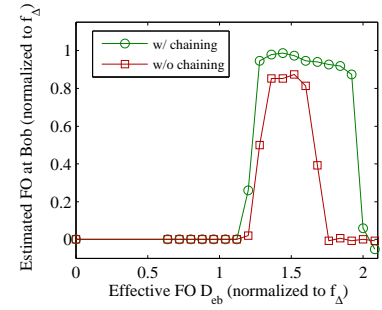 w/ chaining
w/o chaining
Estimated FO at Bob (normalized to f_Δ)
1
0.8
0.6
0.4
0.2
0
0 0.5 1 1.5 2
Effective FO D_eb (normalized to f_Δ)